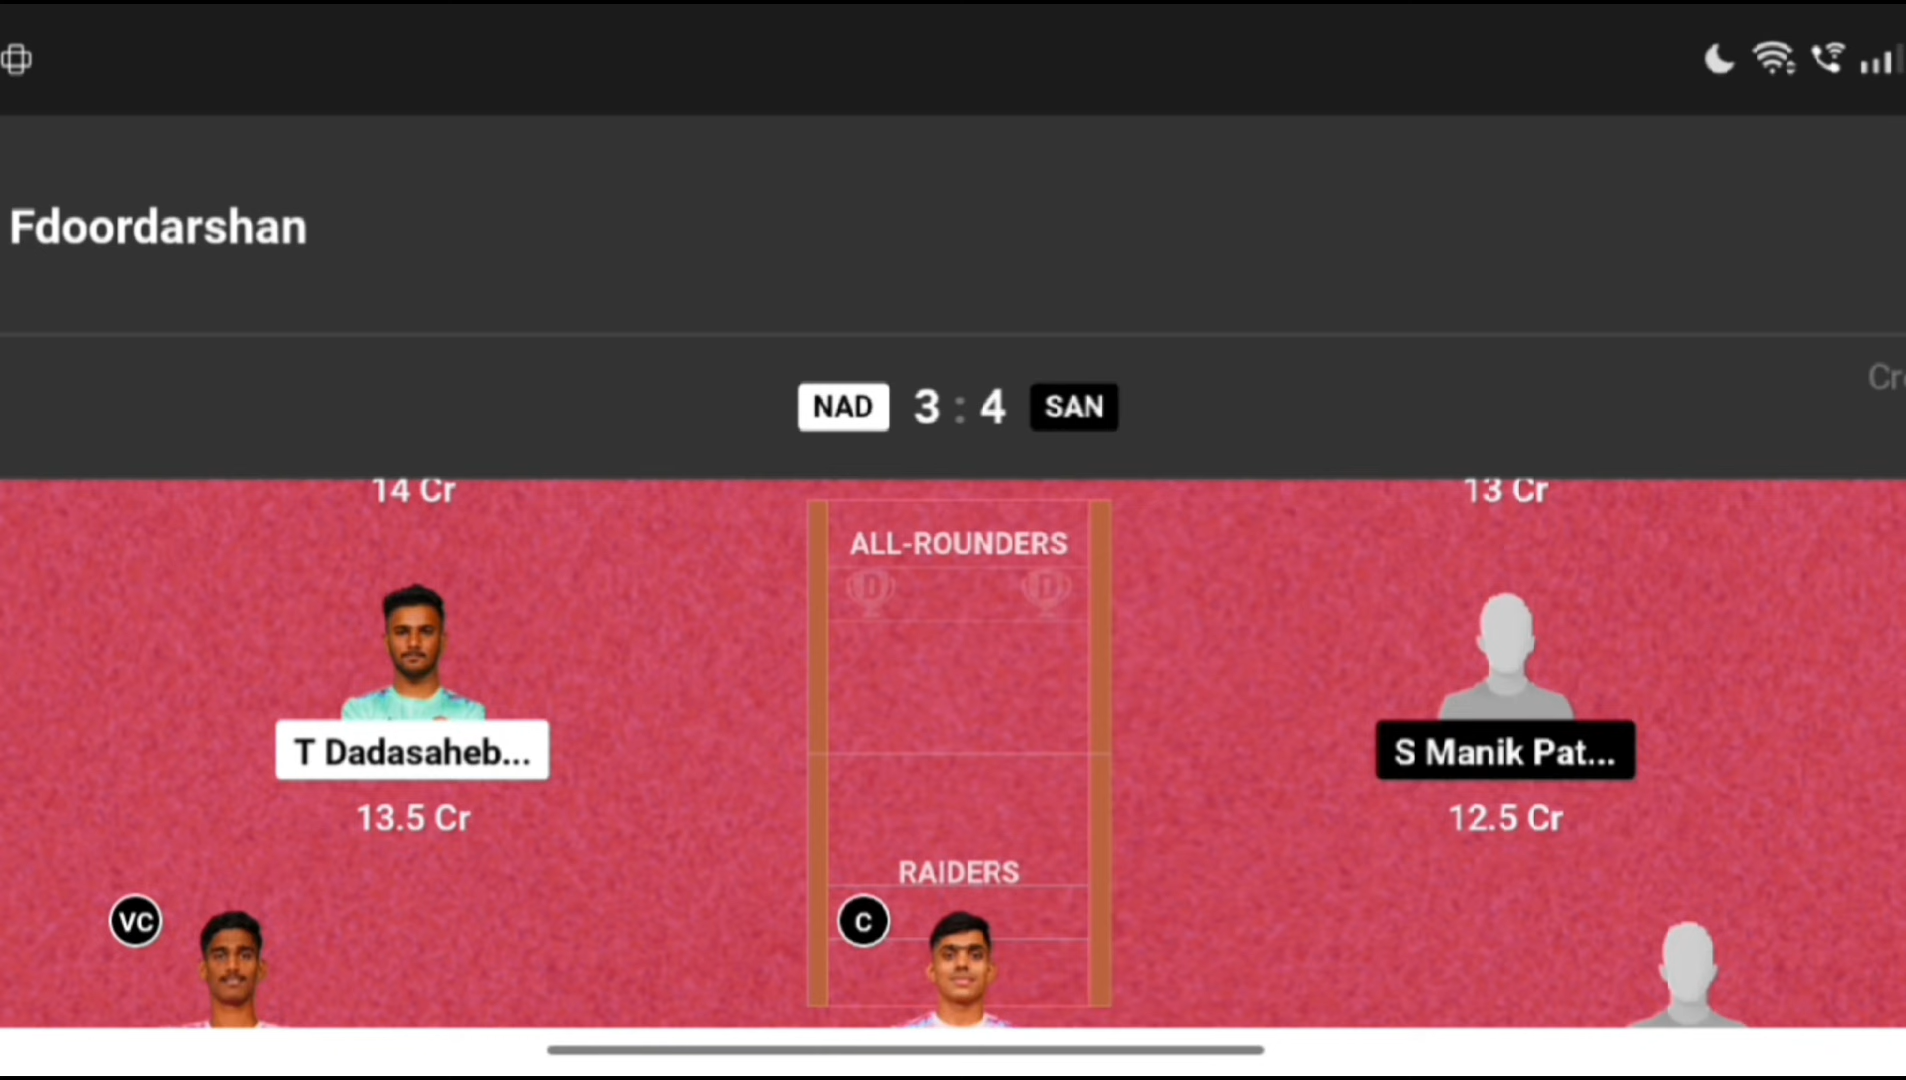 Fdoordarshan
NAD 3 : 4 SAN
14 Cr
13 Cr
ALL-ROUNDERS
D D
T Dadasaheb...
S Manik Pat...
13.5 Cr
12.5 Cr
RAIDERS
VC
C